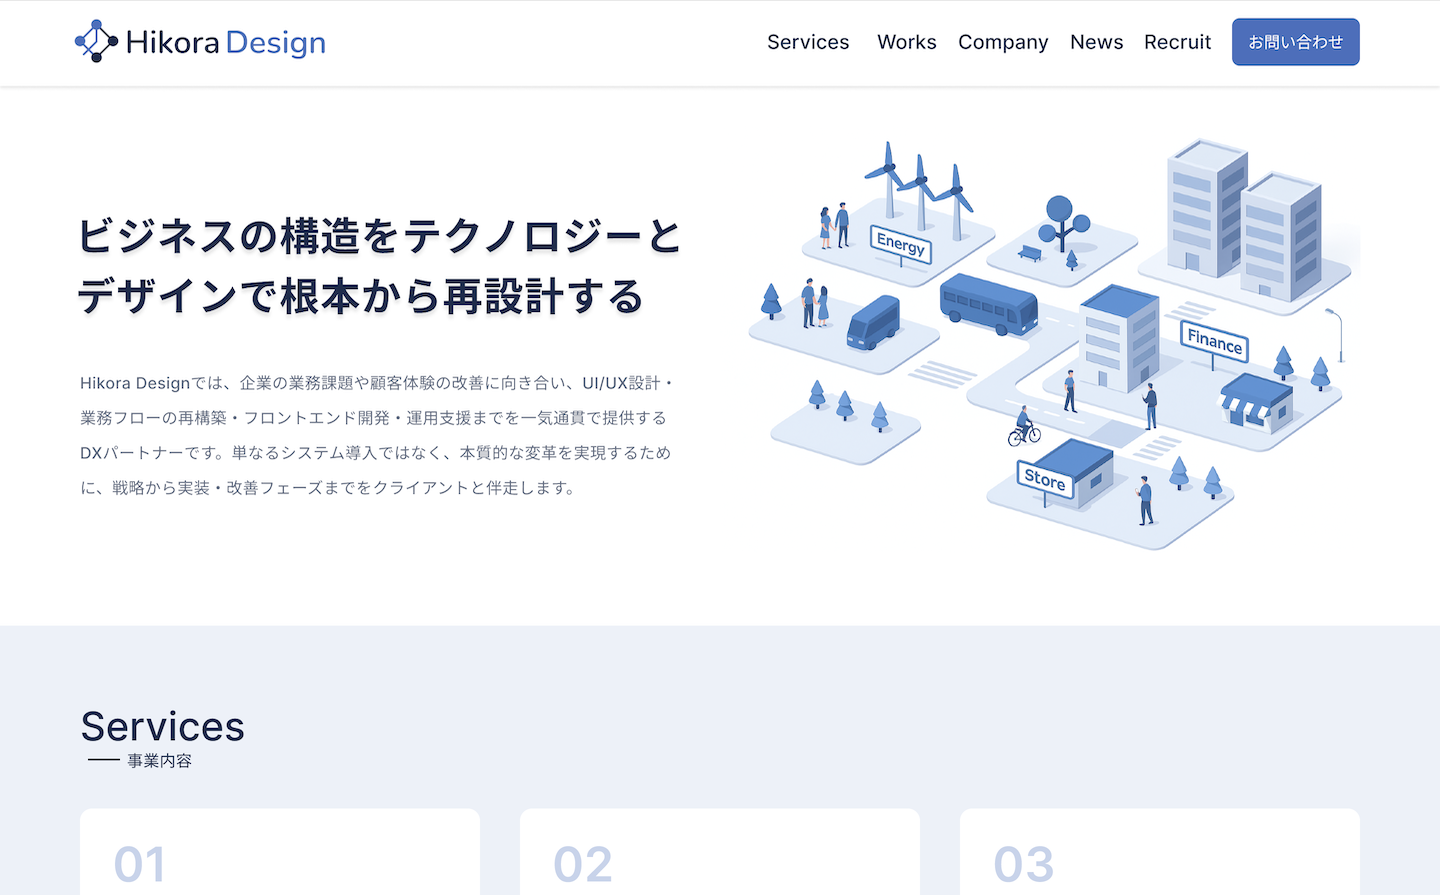 Hikora Design
Services Works Company News Recruit お問い合わせ
ビジネスの構造をテクノロジーと
デザインで根本から再設計する
Hikora Designでは、企業の業務課題や顧客体験の改善に向き合い、UI/UX設計・
業務フローの再構築・フロントエンド開発・運用支援までを一気通貫で提供する
DXパートナーです。単なるシステム導入ではなく、本質的な変革を実現するため
に、戦略から実装・改善フェーズまでをクライアントと伴走します。
Energy
Finance
Store
Services
事業内容
01
02
03